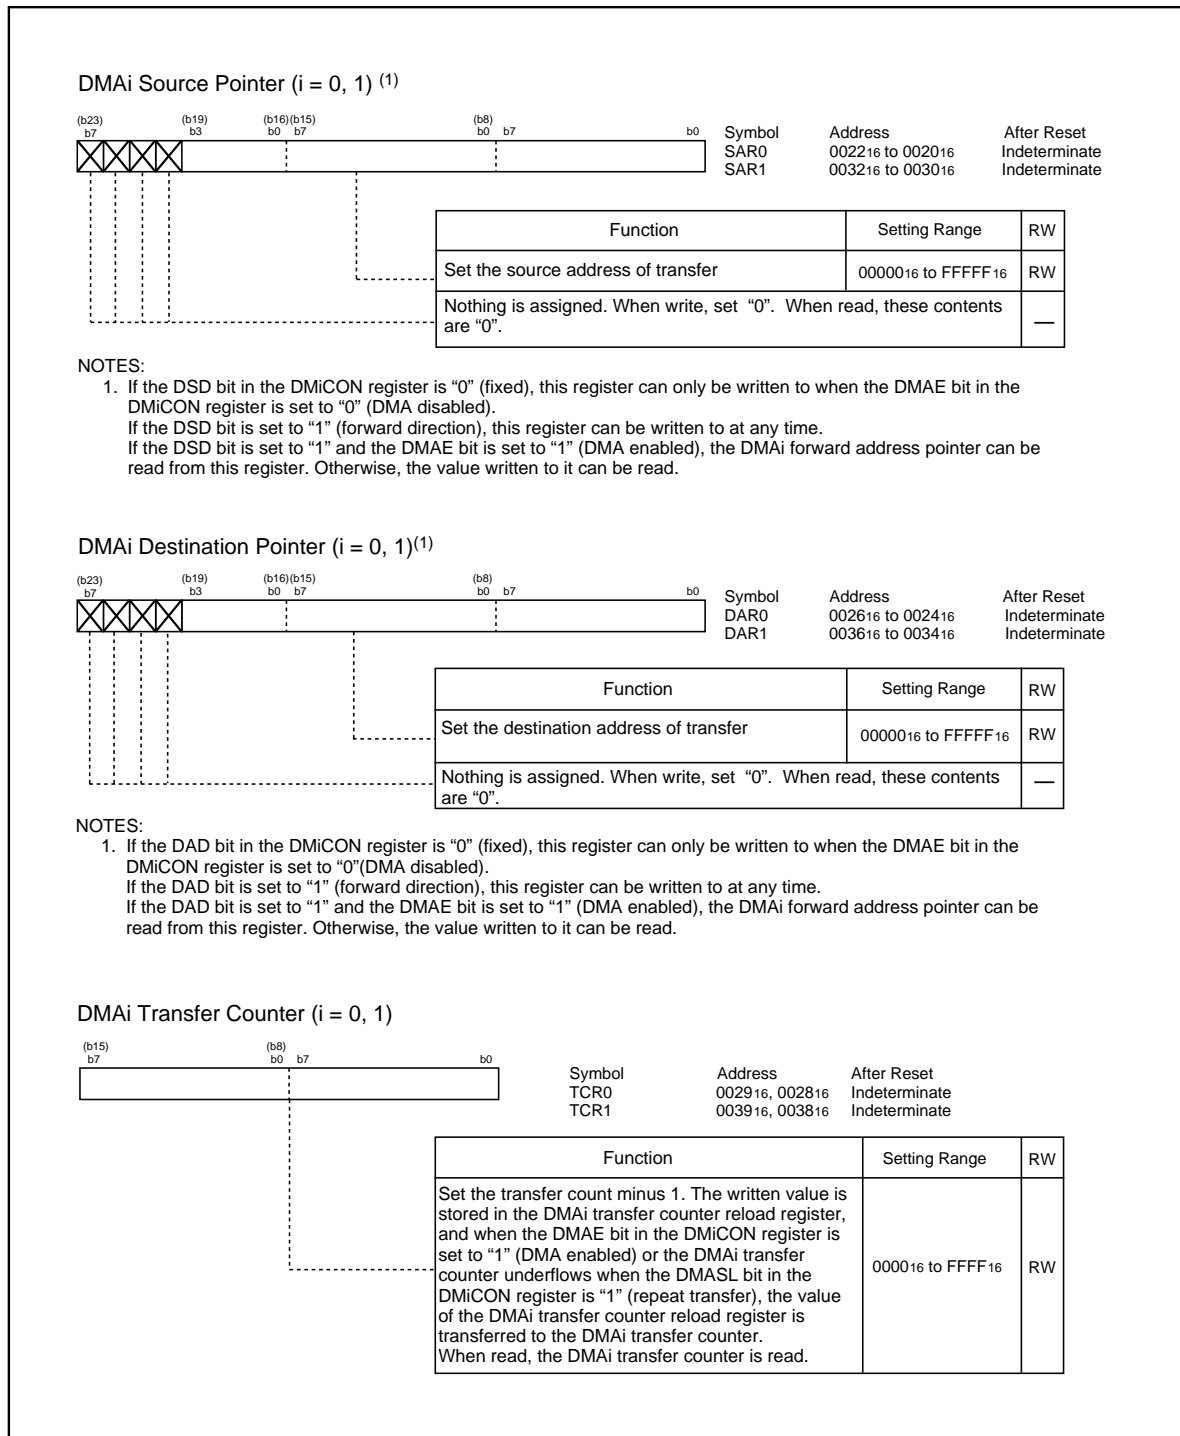 DMAi Source Pointer (i = 0, 1) (1)
(b23) (b19) (b16)(b15) (b8)
b7 b3 b0 b7 b0 b7 b0
Symbol Address After Reset
SAR0 002216 to 002016 Indeterminate
SAR1 003216 to 003016 Indeterminate
Function Setting Range RW
Set the source address of transfer 0000016 to FFFFF16 RW
Nothing is assigned. When write, set “0”. When read, these contents
are “0”. —
NOTES:
1. If the DSD bit in the DMiCON register is “0” (fixed), this register can only be written to when the DMAE bit in the
DMiCON register is set to “0” (DMA disabled).
If the DSD bit is set to “1” (forward direction), this register can be written to at any time.
If the DSD bit is set to “1” and the DMAE bit is set to “1” (DMA enabled), the DMAi forward address pointer can be
read from this register. Otherwise, the value written to it can be read.
DMAi Destination Pointer (i = 0, 1)(1)
(b23) (b19) (b16)(b15) (b8)
b7 b3 b0 b7 b0 b7 b0
Symbol Address After Reset
DAR0 002616 to 002416 Indeterminate
DAR1 003616 to 003416 Indeterminate
Function Setting Range RW
Set the destination address of transfer 0000016 to FFFFF16 RW
Nothing is assigned. When write, set “0”. When read, these contents
are “0”. —
NOTES:
1. If the DAD bit in the DMiCON register is “0” (fixed), this register can only be written to when the DMAE bit in the
DMiCON register is set to “0”(DMA disabled).
If the DAD bit is set to “1” (forward direction), this register can be written to at any time.
If the DAD bit is set to “1” and the DMAE bit is set to “1” (DMA enabled), the DMAi forward address pointer can be
read from this register. Otherwise, the value written to it can be read.
DMAi Transfer Counter (i = 0, 1)
(b15) (b8)
b7 b0 b7 b0
Symbol Address After Reset
TCR0 002916, 002816 Indeterminate
TCR1 003916, 003816 Indeterminate
Function Setting Range RW
Set the transfer count minus 1. The written value is
stored in the DMAi transfer counter reload register,
and when the DMAE bit in the DMiCON register is
set to “1” (DMA enabled) or the DMAi transfer
counter underflows when the DMASL bit in the 000016 to FFFF16 RW
DMiCON register is “1” (repeat transfer), the value
of the DMAi transfer counter reload register is
transferred to the DMAi transfer counter.
When read, the DMAi transfer counter is read.